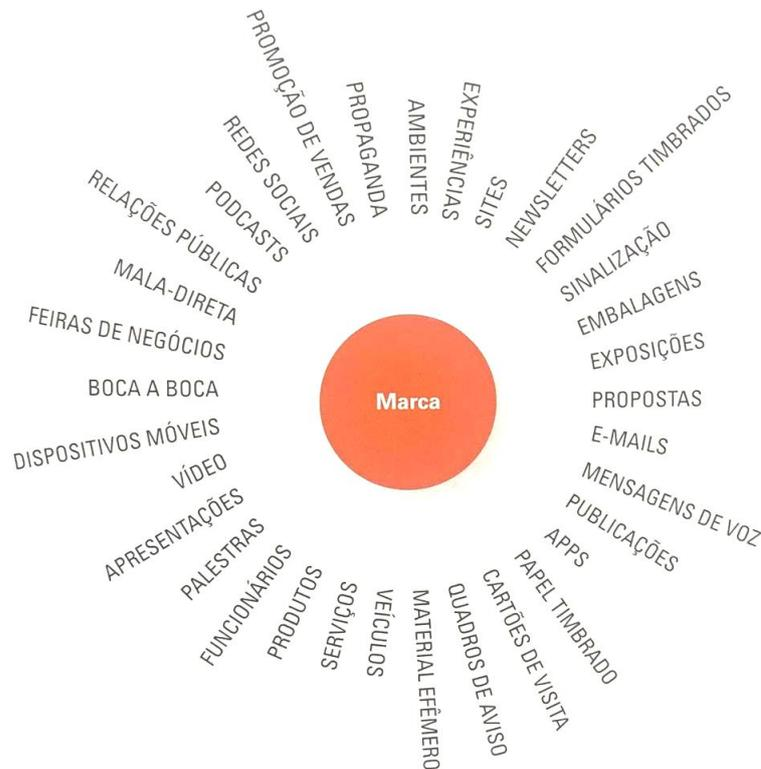 PROMOÇÃO DE VENDAS
PROPAGANDA
AMBIENTES
EXPERIÊNCIAS
SITES
NEWSLETTERS
FORMULÁRIOS TIMBRADOS
SINALIZAÇÃO
EMBALAGENS
EXPOSIÇÕES
PROPOSTAS
E-MAILS
MENSAGENS DE VOZ
PUBLICAÇÕES
APPS
PAPEL TIMBRADO
CARTÕES DE VISITA
QUADROS DE AVISO
MATERIAL EFÊMERO
VEÍCULOS
SERVIÇOS
PRODUTOS
FUNCIONÁRIOS
PALESTRAS
APRESENTAÇÕES
VÍDEO
DISPOSITIVOS MÓVEIS
BOCA A BOCA
FEIRAS DE NEGÓCIOS
MALA-DIRETA
RELAÇÕES PÚBLICAS
PODCASTS
REDES SOCIAIS
Marca